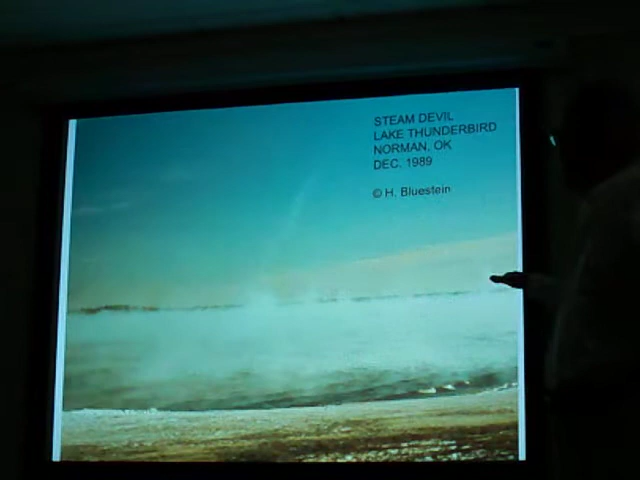 STEAM DEVIL
LAKE THUNDERBIRD
NORMAN, OK
DEC. 1989
© H. Bluestein